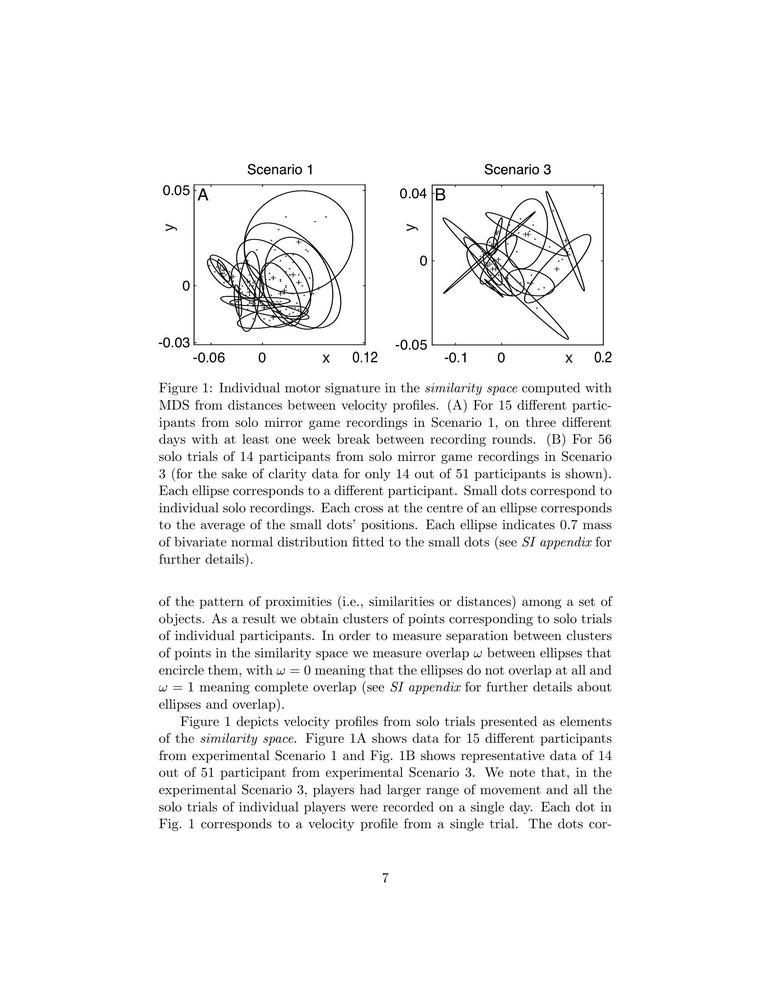 Scenario 1
Scenario 3
0.05
A
y
0
-0.03
-0.06
0
x
0.12
0.04
B
y
0
-0.05
-0.1
0
x
0.2
Figure 1: Individual motor signature in the similarity space computed with
MDS from distances between velocity profiles. (A) For 15 different partic-
ipants from solo mirror game recordings in Scenario 1, on three different
days with at least one week break between recording rounds. (B) For 56
solo trials of 14 participants from solo mirror game recordings in Scenario
3 (for the sake of clarity data for only 14 out of 51 participants is shown).
Each ellipse corresponds to a different participant. Small dots correspond to
individual solo recordings. Each cross at the centre of an ellipse corresponds
to the average of the small dots' positions. Each ellipse indicates 0.7 mass
of bivariate normal distribution fitted to the small dots (see SI appendix for
further details).
of the pattern of proximities (i.e., similarities or distances) among a set of
objects. As a result we obtain clusters of points corresponding to solo trials
of individual participants. In order to measure separation between clusters
of points in the similarity space we measure overlap ω between ellipses that
encircle them, with ω = 0 meaning that the ellipses do not overlap at all and
ω = 1 meaning complete overlap (see SI appendix for further details about
ellipses and overlap).
Figure 1 depicts velocity profiles from solo trials presented as elements
of the similarity space. Figure 1A shows data for 15 different participants
from experimental Scenario 1 and Fig. 1B shows representative data of 14
out of 51 participant from experimental Scenario 3. We note that, in the
experimental Scenario 3, players had larger range of movement and all the
solo trials of individual players were recorded on a single day. Each dot in
Fig. 1 corresponds to a velocity profile from a single trial. The dots cor-
7